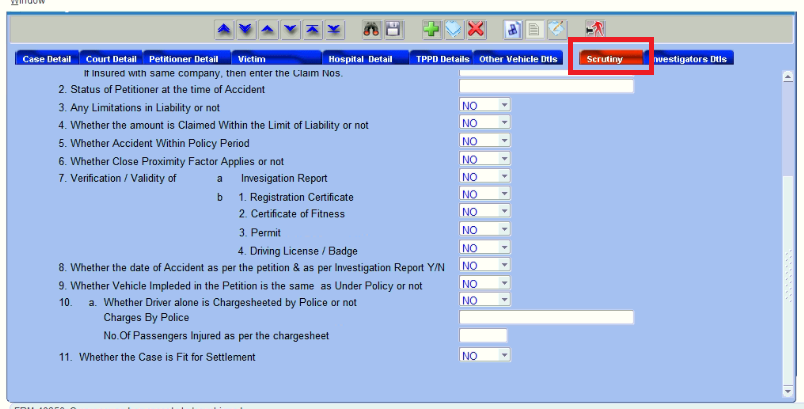 Window
Case Detail Court Detail Petitioner Detail Victim Hospital Detail TPPD Details Other Vehicle Dtls Scrutiny Investigators Dtls
If Insured with same company, then enter the Claim Nos.
2. Status of Petitioner at the time of Accident
3. Any Limitations in Liability or not NO
4. Whether the amount is Claimed Within the Limit of Liability or not NO
5. Whether Accident Within Policy Period NO
6. Whether Close Proximity Factor Applies or not NO
7. Verification / Validity of a Invesigation Report NO
b 1. Registration Certificate NO
2. Certificate of Fitness NO
3. Permit NO
4. Driving License / Badge NO
8. Whether the date of Accident as per the petition & as per Investigation Report Y/N NO
9. Whether Vehicle Impleded in the Petition is the same as Under Policy or not NO
10. a. Whether Driver alone is Chargesheeted by Police or not NO
Charges By Police
No.Of Passengers Injured as per the chargesheet
11. Whether the Case is Fit for Settlement NO